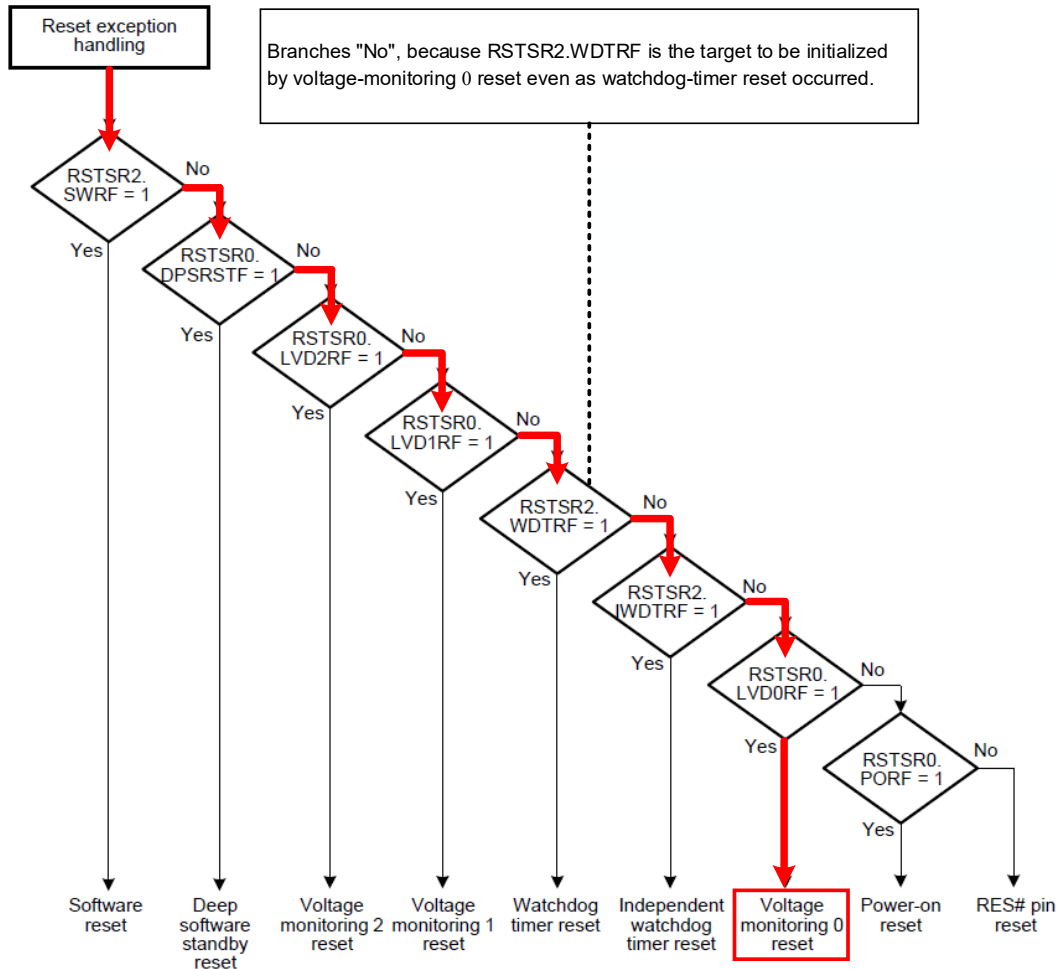 Reset exception
handling
Branches "No", because RSTSR2.WDTRF is the target to be initialized
by voltage-monitoring 0 reset even as watchdog-timer reset occurred.
RSTSR2.
SWRF = 1
No
Yes
RSTSR0.
DPSRSTF = 1
No
Yes
RSTSR0.
LVD2RF = 1
No
Yes
RSTSR0.
LVD1RF = 1
No
Yes
RSTSR2.
WDTRF = 1
No
Yes
RSTSR2.
IWDTRF = 1
No
Yes
RSTSR0.
LVD0RF = 1
No
Yes
RSTSR0.
PORF = 1
No
Yes
Software
reset
Deep
software
standby
reset
Voltage
monitoring 2
reset
Voltage
monitoring 1
reset
Watchdog
timer reset
Independent
watchdog
timer reset
Voltage
monitoring 0
reset
Power-on
reset
RES# pin
reset